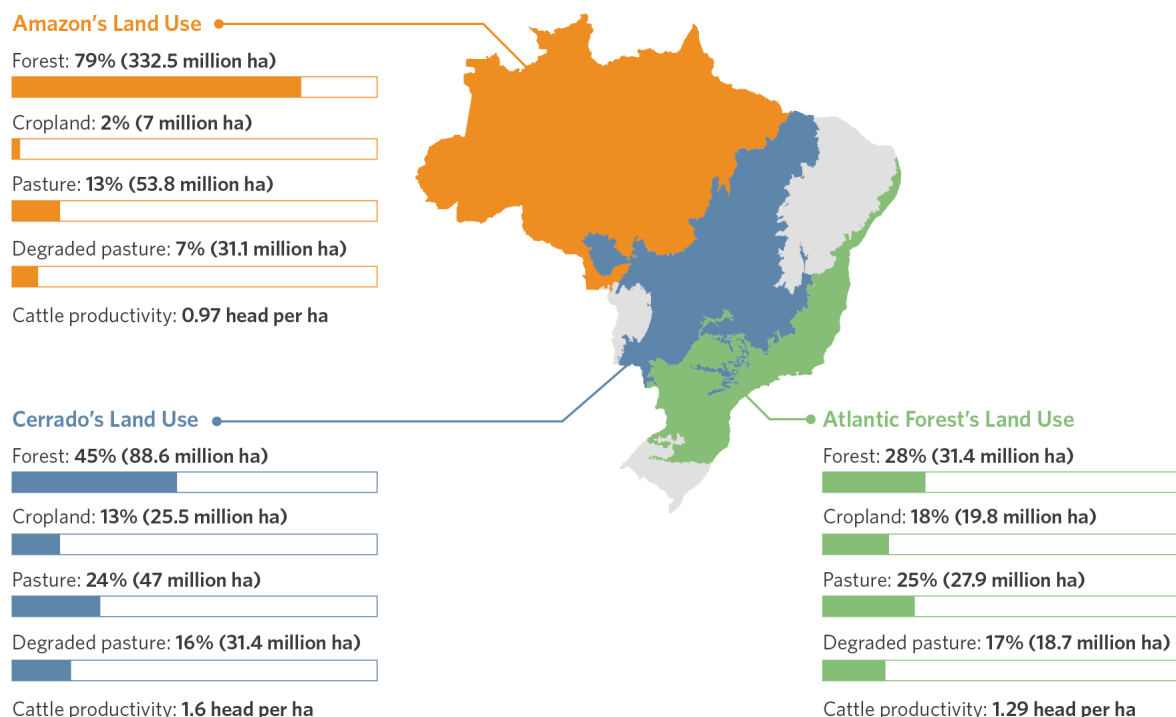 Amazon's Land Use
Forest: 79% (332.5 million ha)
Cropland: 2% (7 million ha)
Pasture: 13% (53.8 million ha)
Degraded pasture: 7% (31.1 million ha)
Cattle productivity: 0.97 head per ha
Cerrado's Land Use
Forest: 45% (88.6 million ha)
Cropland: 13% (25.5 million ha)
Pasture: 24% (47 million ha)
Degraded pasture: 16% (31.4 million ha)
Cattle productivity: 1.6 head per ha
Atlantic Forest's Land Use
Forest: 28% (31.4 million ha)
Cropland: 18% (19.8 million ha)
Pasture: 25% (27.9 million ha)
Degraded pasture: 17% (18.7 million ha)
Cattle productivity: 1.29 head per ha